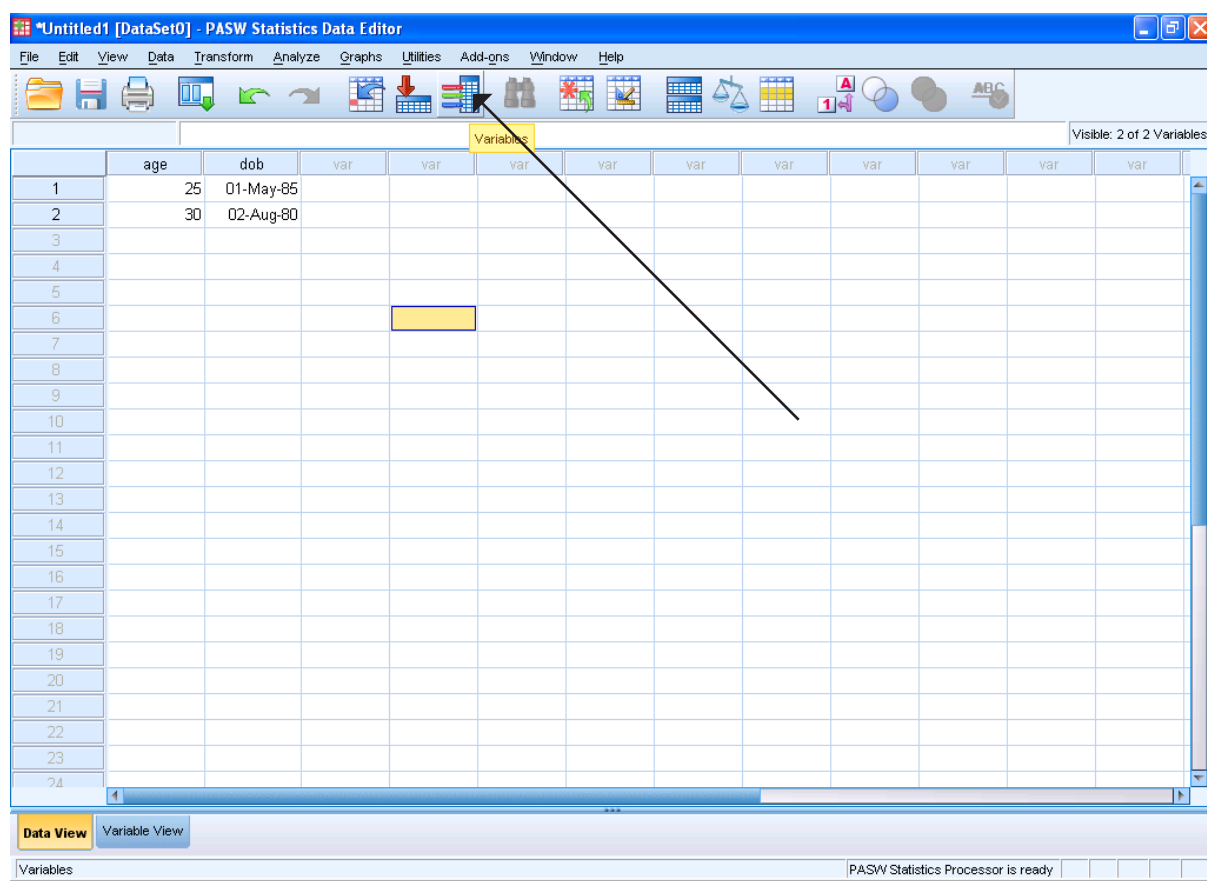 *Untitled1 [DataSet0] - PASW Statistics Data Editor
File Edit View Data Transform Analyze Graphs Utilities Add-ons Window Help
A
1
ABC
Variables
Visible: 2 of 2 Variables
age dob var var var var var var var var var var
1 25 01-May-85
2 30 02-Aug-80
3
4
5
6
7
8
9
10
11
12
13
14
15
16
17
18
19
20
21
22
23
24
Data View Variable View
Variables PASW Statistics Processor is ready